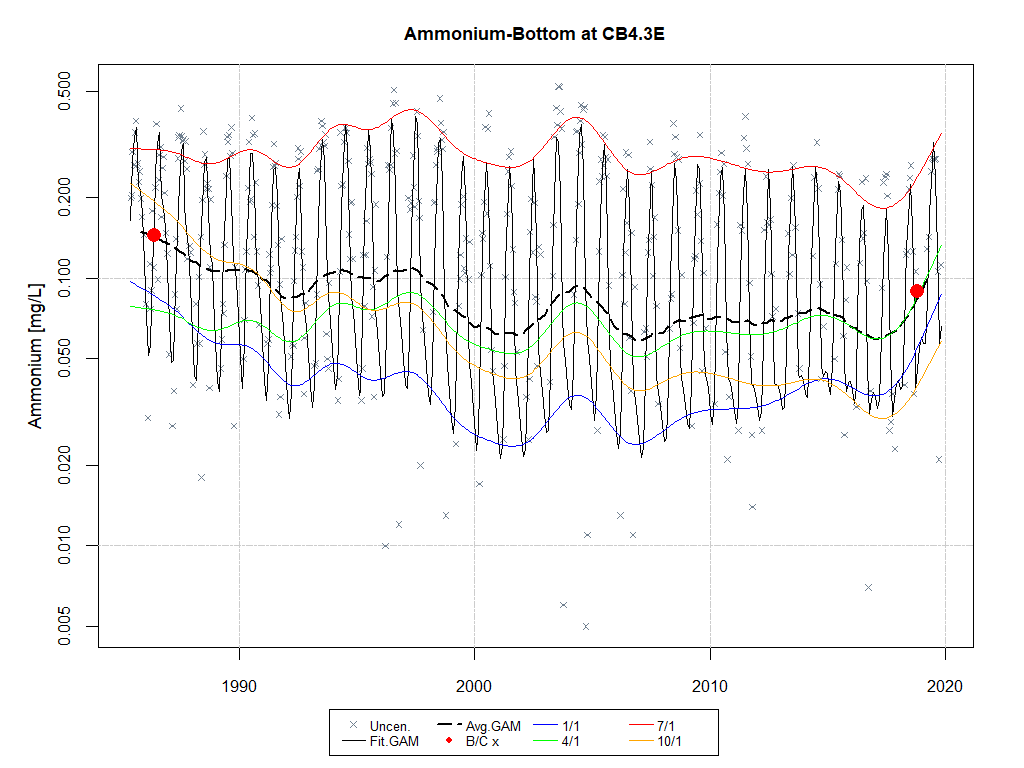 Ammonium-Bottom at CB4.3E
Ammonium [mg/L]
0.500
0.200
0.100
0.050
0.020
0.010
0.005
1990 2000 2010 2020
Uncen. Avg.GAM 1/1 7/1
Fit.GAM B/C x 4/1 10/1